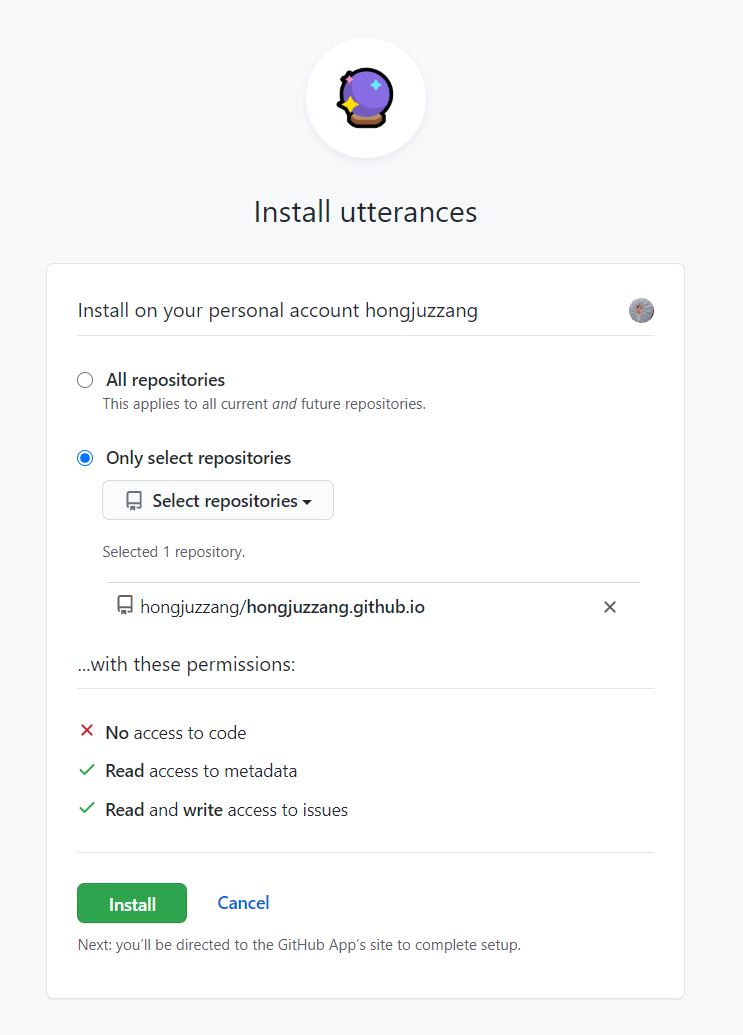 Install utterances
Install on your personal account hongjuzzang
All repositories
This applies to all current and future repositories.
Only select repositories
Select repositories
Selected 1 repository.
hongjuzzang/hongjuzzang.github.io
...with these permissions:
No access to code
Read access to metadata
Read and write access to issues
Install Cancel
Next: you'll be directed to the GitHub App's site to complete setup.